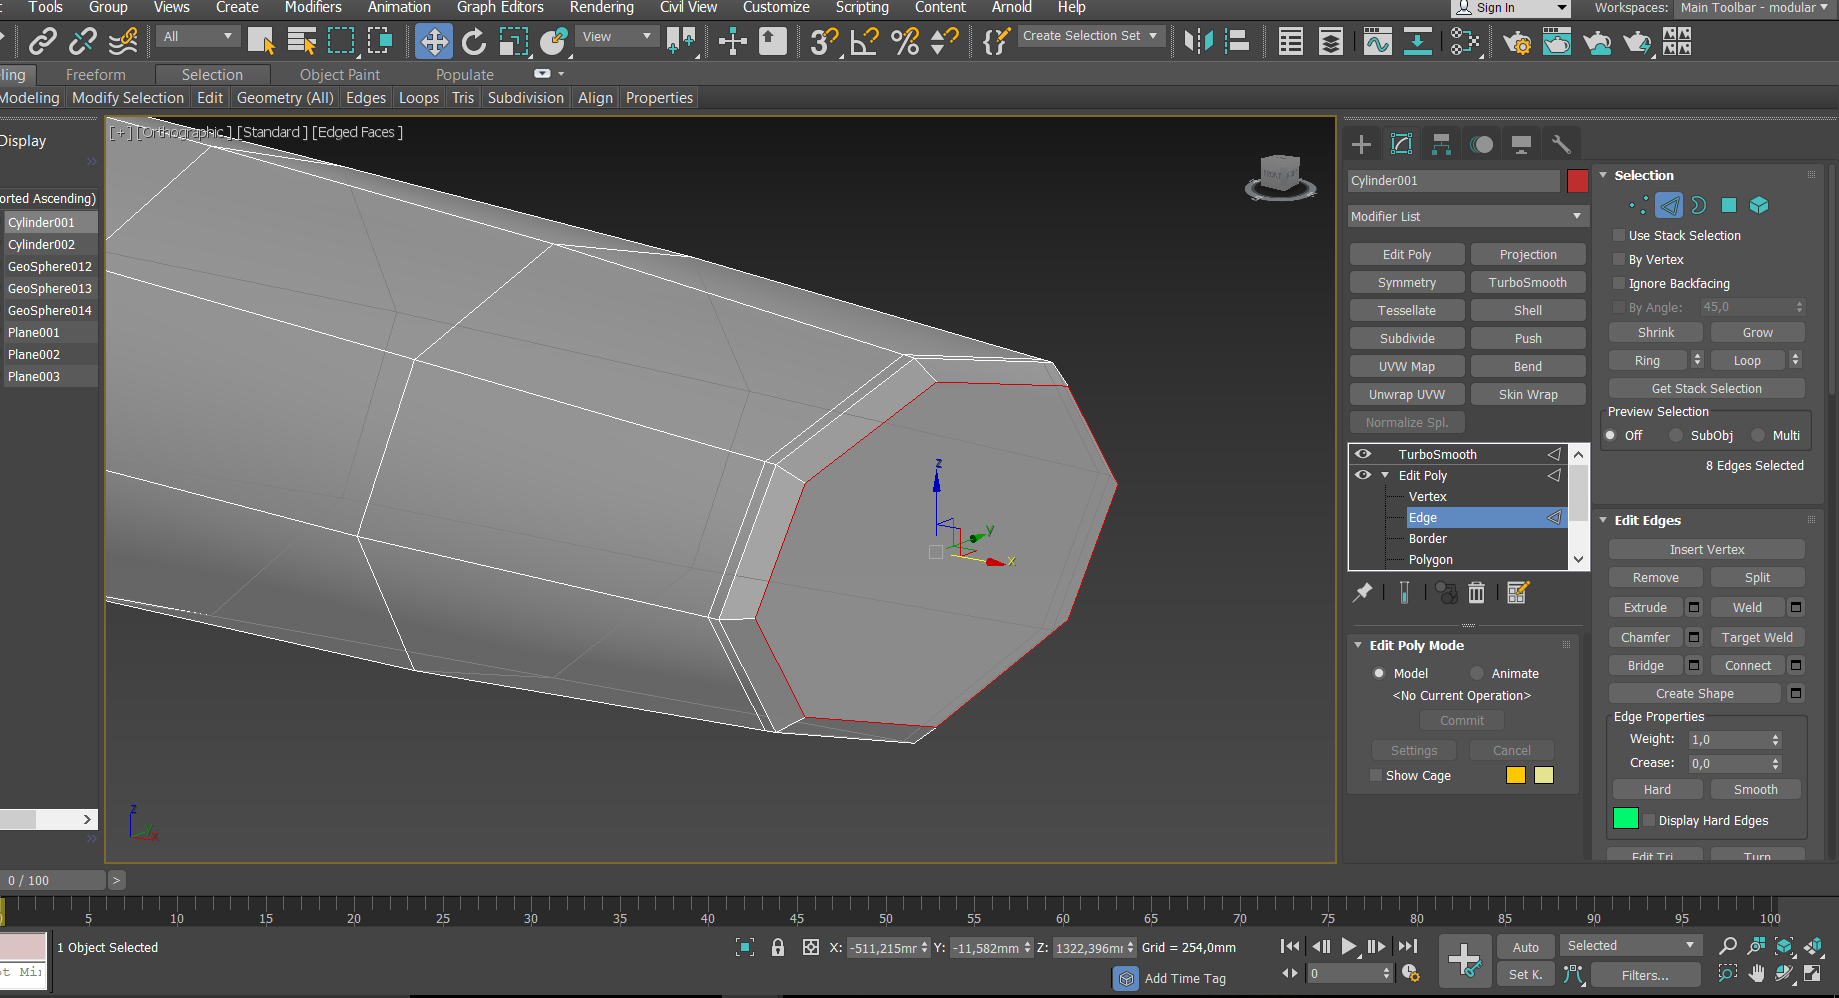 Tools Group Views Create Modifiers Animation Graph Editors Rendering Civil View Customize Scripting Content Arnold Help Sign In Workspaces: Main Toolbar - modular
All View Create Selection Set
ling Freeform Selection Object Paint Populate
Modeling Modify Selection Edit Geometry (All) Edges Loops Tris Subdivision Align Properties
Display
»
orted Ascending)
Cylinder001
Cylinder002
GeoSphere012
GeoSphere013
GeoSphere014
Plane001
Plane002
Plane003
[ + ] [Orthographic ] [Standard ] [Edged Faces ]
FRONT
z
y
x
z
y
x
Cylinder001
Modifier List
Edit Poly Projection
Symmetry TurboSmooth
Tessellate Shell
Subdivide Push
UVW Map Bend
Unwrap UVW Skin Wrap
Normalize Spl.
TurboSmooth
Edit Poly
Vertex
Edge
Border
Polygon
Edit Poly Mode
Model Animate
<No Current Operation>
Commit
Settings Cancel
Show Cage
Selection
Use Stack Selection
By Vertex
Ignore Backfacing
By Angle: 45,0
Shrink Grow
Ring Loop
Get Stack Selection
Preview Selection
Off SubObj Multi
8 Edges Selected
Edit Edges
Insert Vertex
Remove Split
Extrude Weld
Chamfer Target Weld
Bridge Connect
Create Shape
Edge Properties
Weight: 1,0
Crease: 0,0
Hard Smooth
Display Hard Edges
Edit Tri. Turn
»
0 / 100 >
0 5 10 15 20 25 30 35 40 45 50 55 60 65 70 75 80 85 90 95 100
1 Object Selected X: -511,215mr Y: -11,582mr Z: 1322,396mr Grid = 254,0mm Auto Selected
ot Mi
Add Time Tag 0 Set K. Filters...